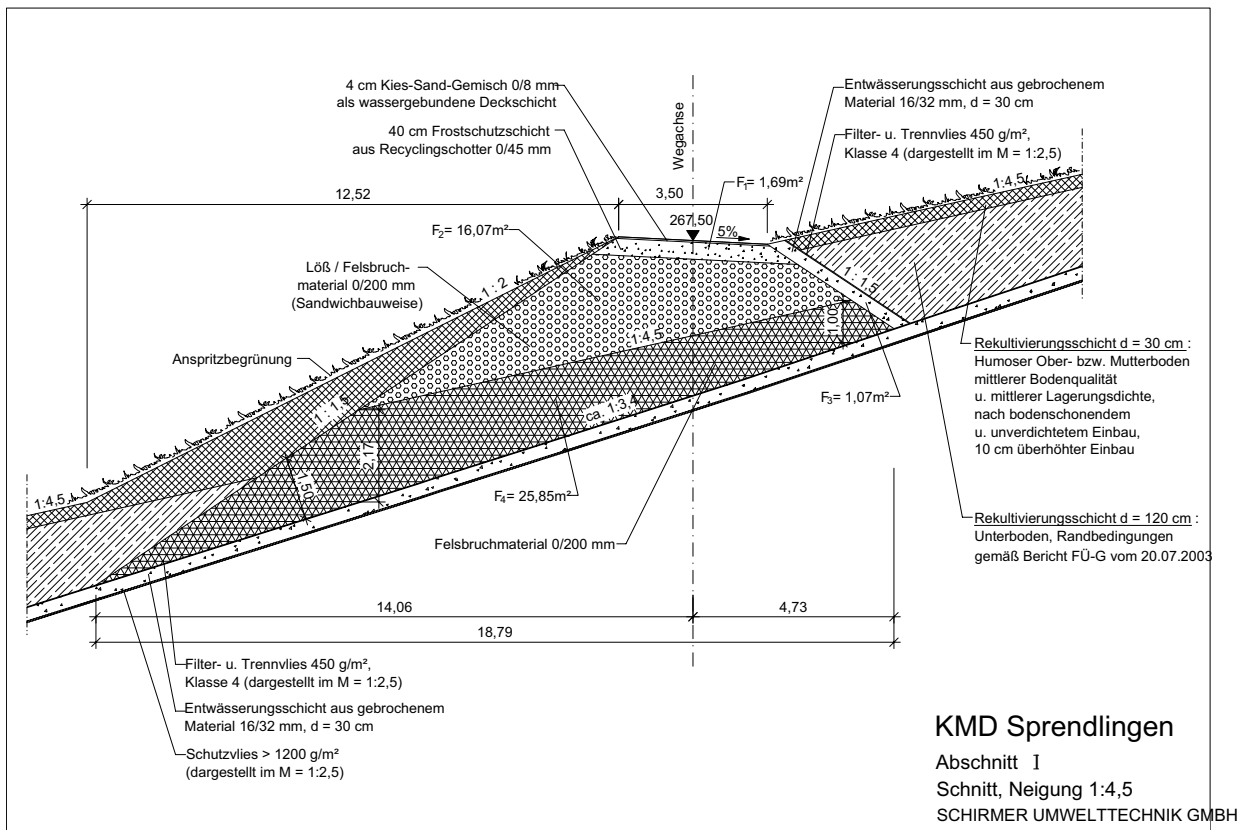 4 cm Kies-Sand-Gemisch 0/8 mm
als wassergebundene Deckschicht
40 cm Frostschutzschicht
aus Recyclingschotter 0/45 mm
Wegachse
Entwässerungsschicht aus gebrochenem
Material 16/32 mm, d = 30 cm
Filter- u. Trennvlies 450 g/m²,
Klasse 4 (dargestellt im M = 1:2,5)
12,52
3,50
F1= 1,69m²
1:4,5
267,50
5%
F2= 16,07m²
Löß / Felsbruch-
material 0/200 mm
(Sandwichbauweise)
1:2
1:1,5
Anspritzbegrünung
1:4,5
1,00
Rekultivierungsschicht d = 30 cm :
Humoser Ober- bzw. Mutterboden
mittlerer Bodenqualität
u. mittlerer Lagerungsdichte,
nach bodenschonendem
u. unverdichtetem Einbau,
10 cm überhöhter Einbau
F3= 1,07m²
1:1,5
ca. 1:3,4
2,17
1,50
1:4,5
F4= 25,85m²
Felsbruchmaterial 0/200 mm
Rekultivierungsschicht d = 120 cm :
Unterboden, Randbedingungen
gemäß Bericht FÜ-G vom 20.07.2003
14,06
4,73
18,79
Filter- u. Trennvlies 450 g/m²,
Klasse 4 (dargestellt im M = 1:2,5)
Entwässerungsschicht aus gebrochenem
Material 16/32 mm, d = 30 cm
Schutzvlies > 1200 g/m²
(dargestellt im M = 1:2,5)
KMD Sprendlingen
Abschnitt I
Schnitt, Neigung 1:4,5
SCHIRMER UMWELTTECHNIK GMBH